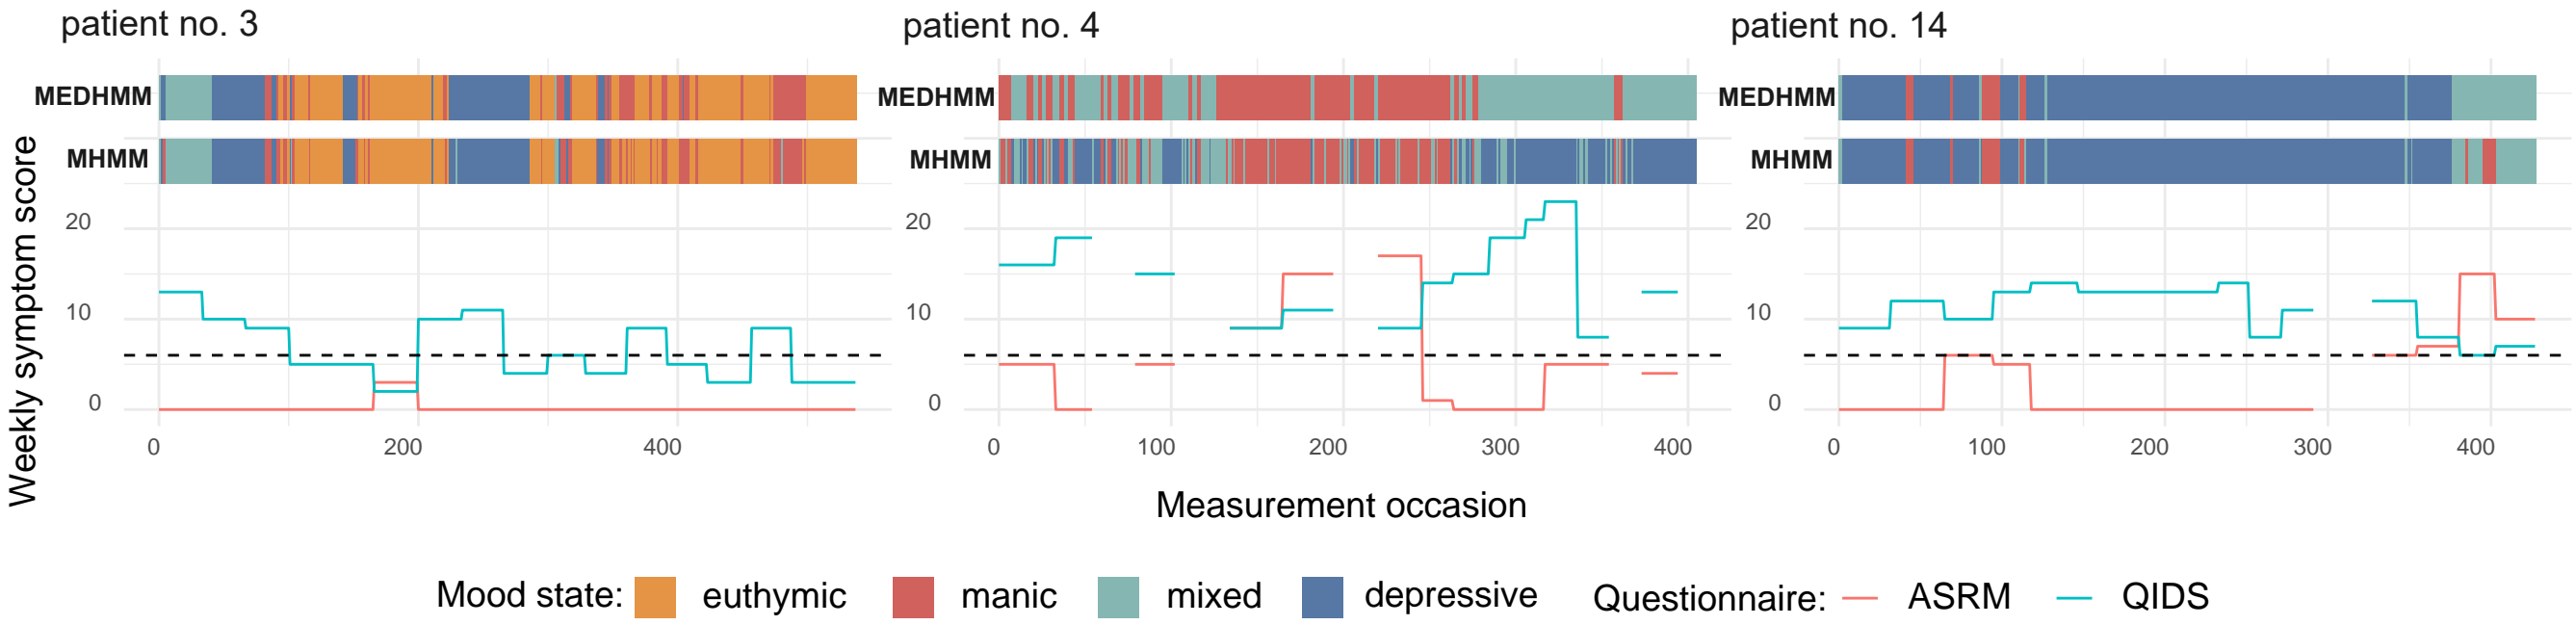 patient no. 3
patient no. 4
patient no. 14
MEDHMM
MHMM
MEDHMM
MHMM
MEDHMM
MHMM
Weekly symptom score
20
10
0
20
10
0
20
10
0
0 200 400
0 100 200 300 400
0 100 200 300 400
Measurement occasion
Mood state: euthymic manic mixed depressive Questionnaire: ASRM QIDS